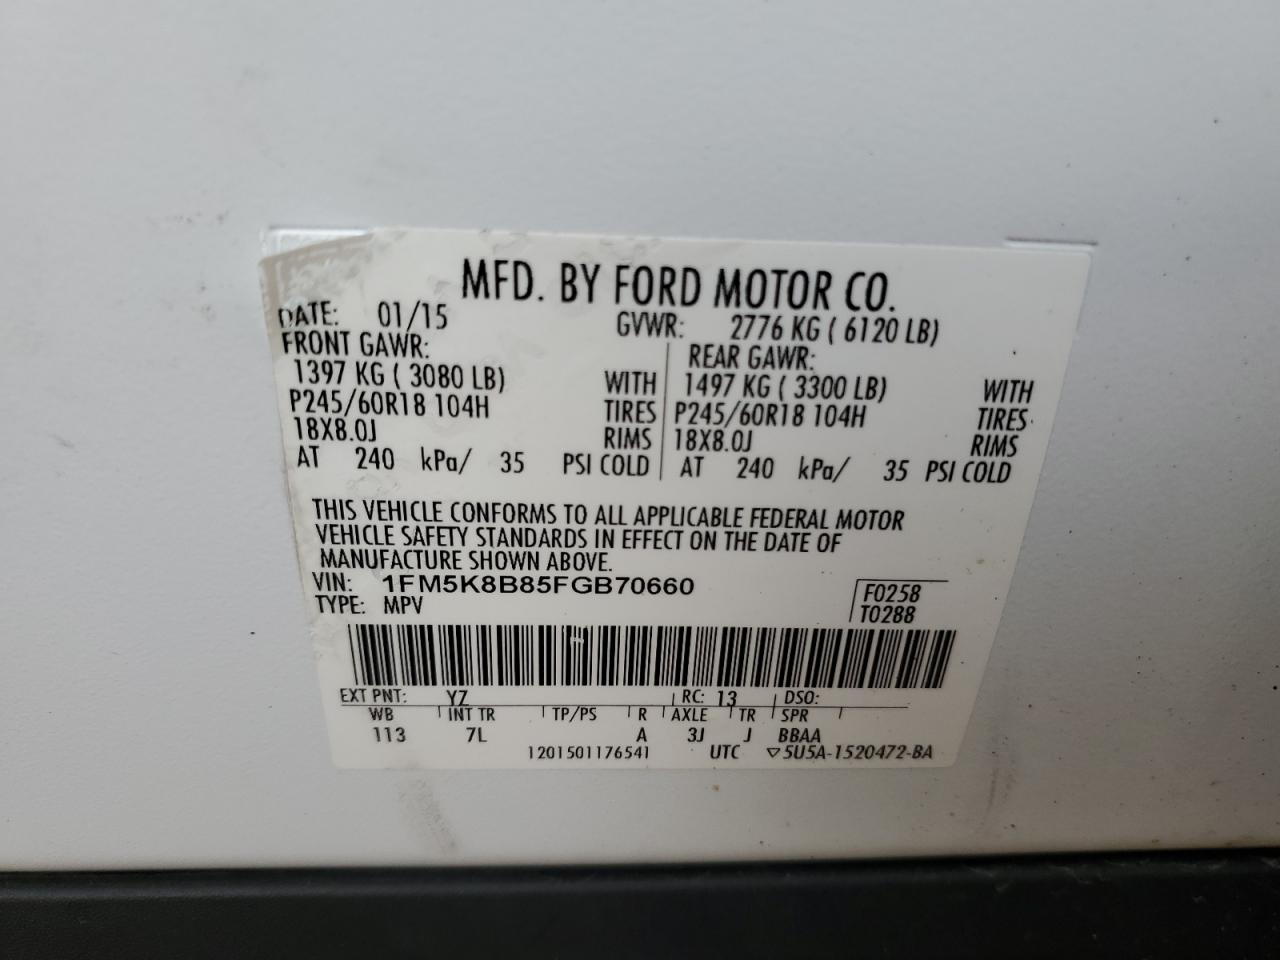 MFD. BY FORD MOTOR CO.
DATE: 01/15 GVWR: 2776 KG ( 6120 LB)
FRONT GAWR: REAR GAWR:
1397 KG ( 3080 LB) WITH 1497 KG ( 3300 LB) WITH
P245/60R18 104H TIRES P245/60R18 104H TIRES
18X8.0J RIMS 18X8.0J RIMS
AT 240 kPa/ 35 PSI COLD AT 240 kPa/ 35 PSI COLD
THIS VEHICLE CONFORMS TO ALL APPLICABLE FEDERAL MOTOR
VEHICLE SAFETY STANDARDS IN EFFECT ON THE DATE OF
MANUFACTURE SHOWN ABOVE.
VIN: 1FM5K8B85FGB70660 F0258
TYPE: MPV T0288
EXT PNT: YZ RC: 13 DSO:
WB INT TR TP/PS R AXLE TR SPR
113 7L A 3J J BBAA
1201501176541 UTC ▽5U5A-1520472-BA